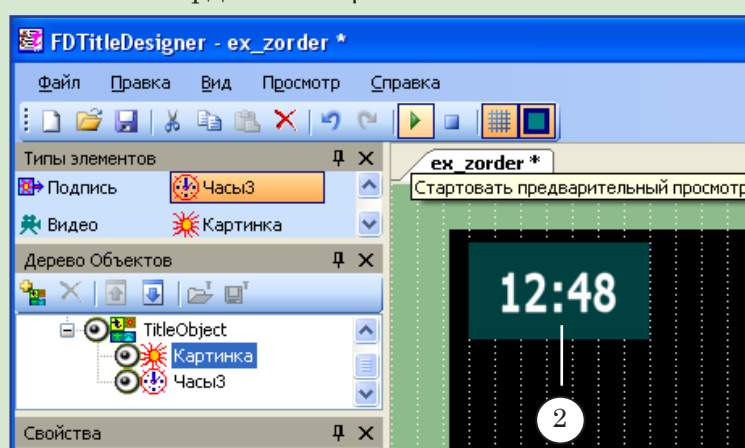 FDTitleDesigner - ex_zorder *
Файл Правка Вид Просмотр Справка
Типы элементов
ex_zorder *
Подпись Часы3
Стартовать предварительный просмотр
Видео Картинка
Дерево Объектов
12:48
TitleObject
Картинка
Часы3
2
Свойства